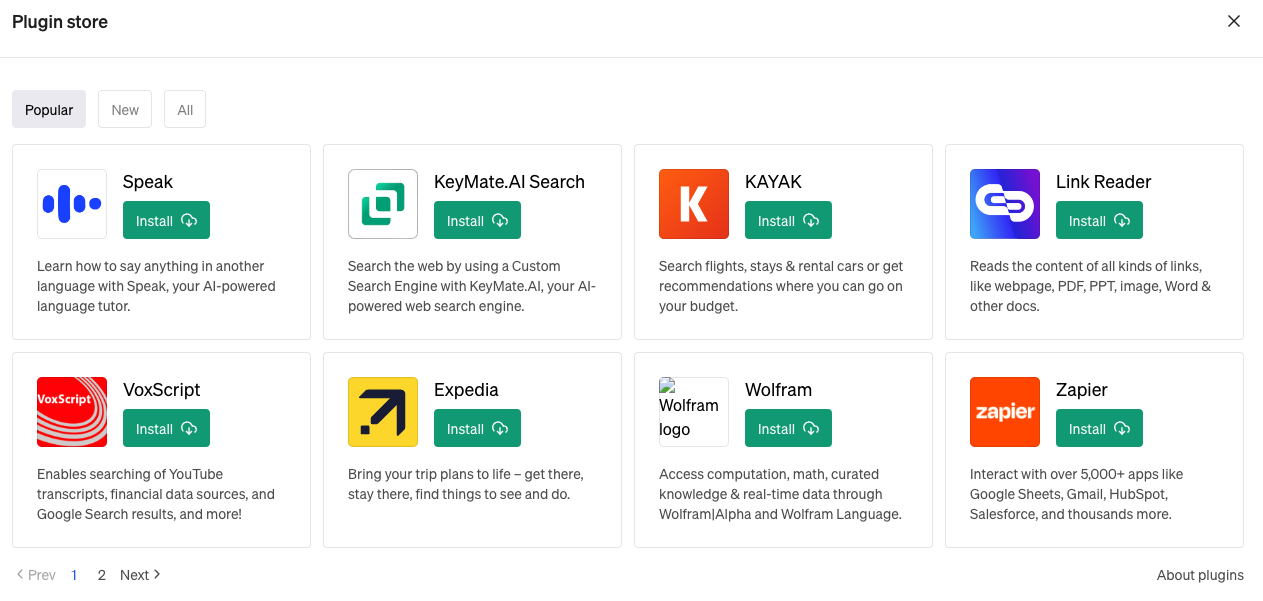 Plugin store
Popular
New
All
Speak
Install
Learn how to say anything in another
language with Speak, your AI-powered
language tutor.
KeyMate.AI Search
Install
Search the web by using a Custom
Search Engine with KeyMate.AI, your AI-
powered web search engine.
K
KAYAK
Install
Search flights, stays & rental cars or get
recommendations where you can go on
your budget.
Link Reader
Install
Reads the content of all kinds of links,
like webpage, PDF, PPT, image, Word &
other docs.
VoxScript
VoxScript
Install
Enables searching of YouTube
transcripts, financial data sources, and
Google Search results, and more!
Expedia
Install
Bring your trip plans to life – get there,
stay there, find things to see and do.
Wolfram
logo
Wolfram
Install
Access computation, math, curated
knowledge & real-time data through
Wolfram|Alpha and Wolfram Language.
zapier
Zapier
Install
Interact with over 5,000+ apps like
Google Sheets, Gmail, HubSpot,
Salesforce, and thousands more.
Prev
1
2
Next
About plugins